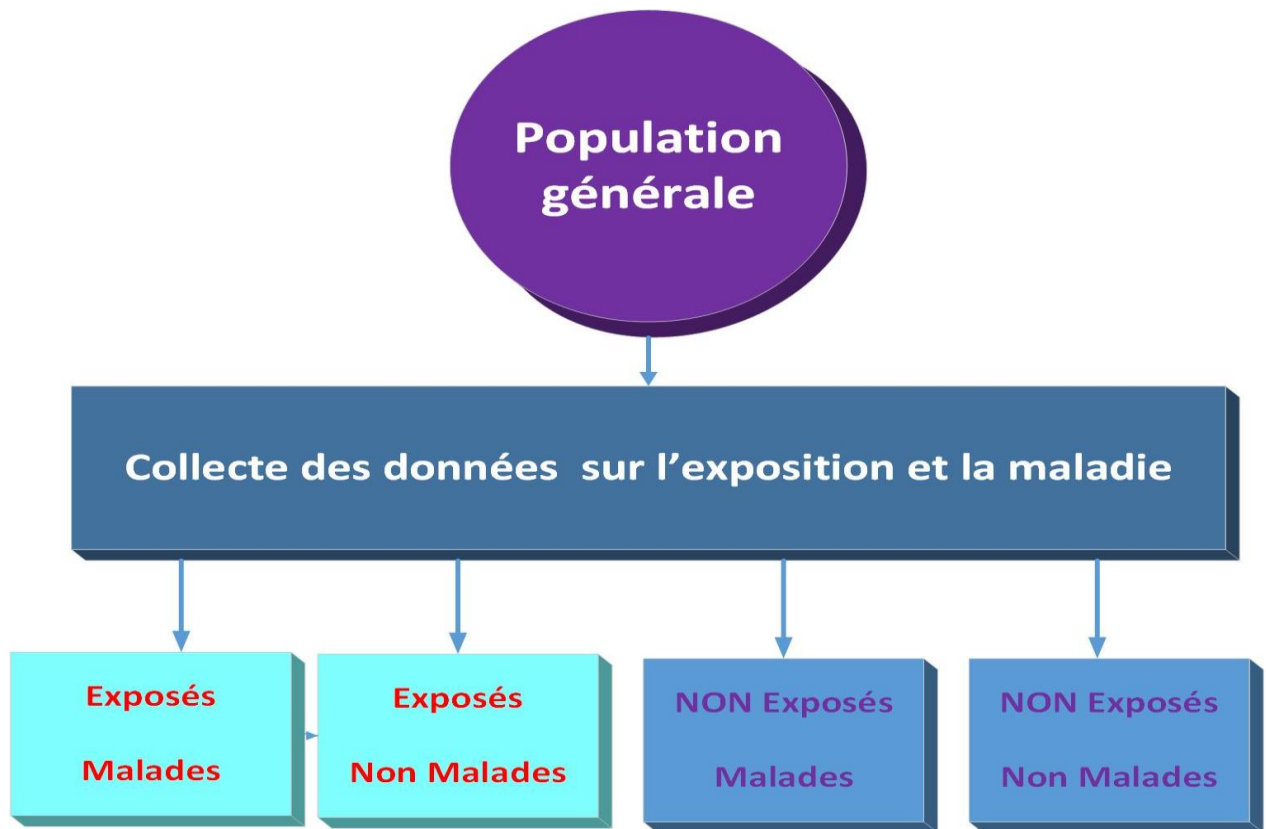 Population
générale
Collecte des données sur l'exposition et la maladie
Exposés
Malades
Exposés
Non Malades
NON Exposés
Malades
NON Exposés
Non Malades